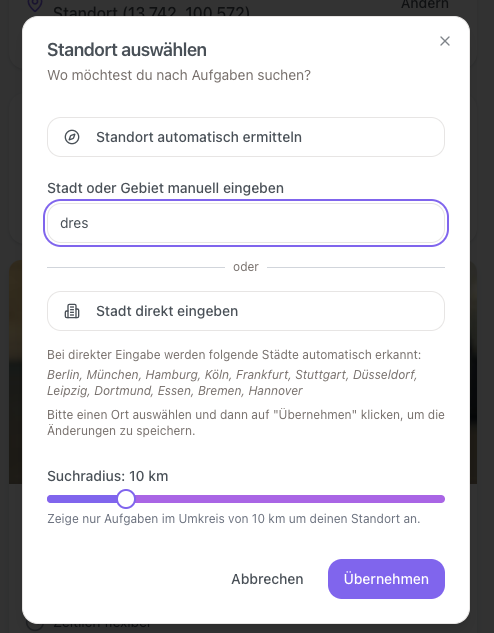 Standort (13.742, 100.572)
Ändern
Standort auswählen
Wo möchtest du nach Aufgaben suchen?
Standort automatisch ermitteln
Stadt oder Gebiet manuell eingeben
dres
oder
Stadt direkt eingeben
Bei direkter Eingabe werden folgende Städte automatisch erkannt:
Berlin, München, Hamburg, Köln, Frankfurt, Stuttgart, Düsseldorf,
Leipzig, Dortmund, Essen, Bremen, Hannover
Bitte einen Ort auswählen und dann auf "Übernehmen" klicken, um die
Änderungen zu speichern.
Suchradius: 10 km
Zeige nur Aufgaben im Umkreis von 10 km um deinen Standort an.
Abbrechen
Übernehmen
Zeitlich flexibel